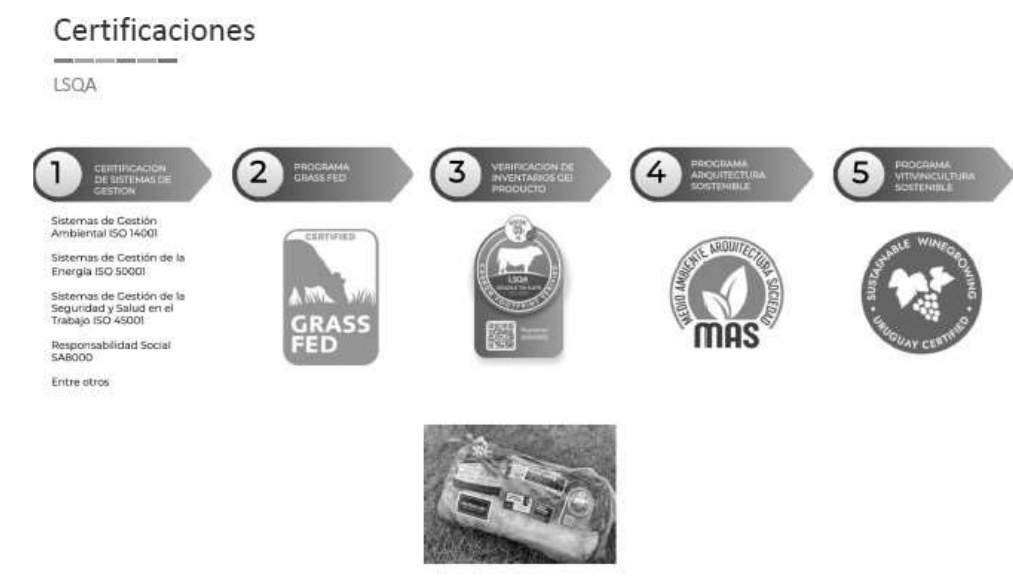 Certificaciones
LSQA
1
CERTIFICACION
DE SISTEMAS DE
GESTION
Sistemas de Gestión
Ambiental ISO 14001
Sistemas de Gestión de la
Energía ISO 50001
Sistemas de Gestión de la
Seguridad y Salud en el
Trabajo ISO 45001
Responsabilidad Social
SA8000
Entre otros
2
PROGRAMA
GRASS FED
CERTIFIED
GRASS
FED
3
VERIFICACION DE
INVENTARIOS GEI
PRODUCTO
LSQA
CARBON FOOTPRINT VERIFIED
4
PROGRAMA
ARQUITECTURA
SOSTENIBLE
MEDIO AMBIENTE ARQUITECTURA SOCIEDAD
MAS
5
PROGRAMA
VITIVINICULTURA
SOSTENIBLE
SUSTAINABLE WINEGROWING
URUGUAY CERTIFIED